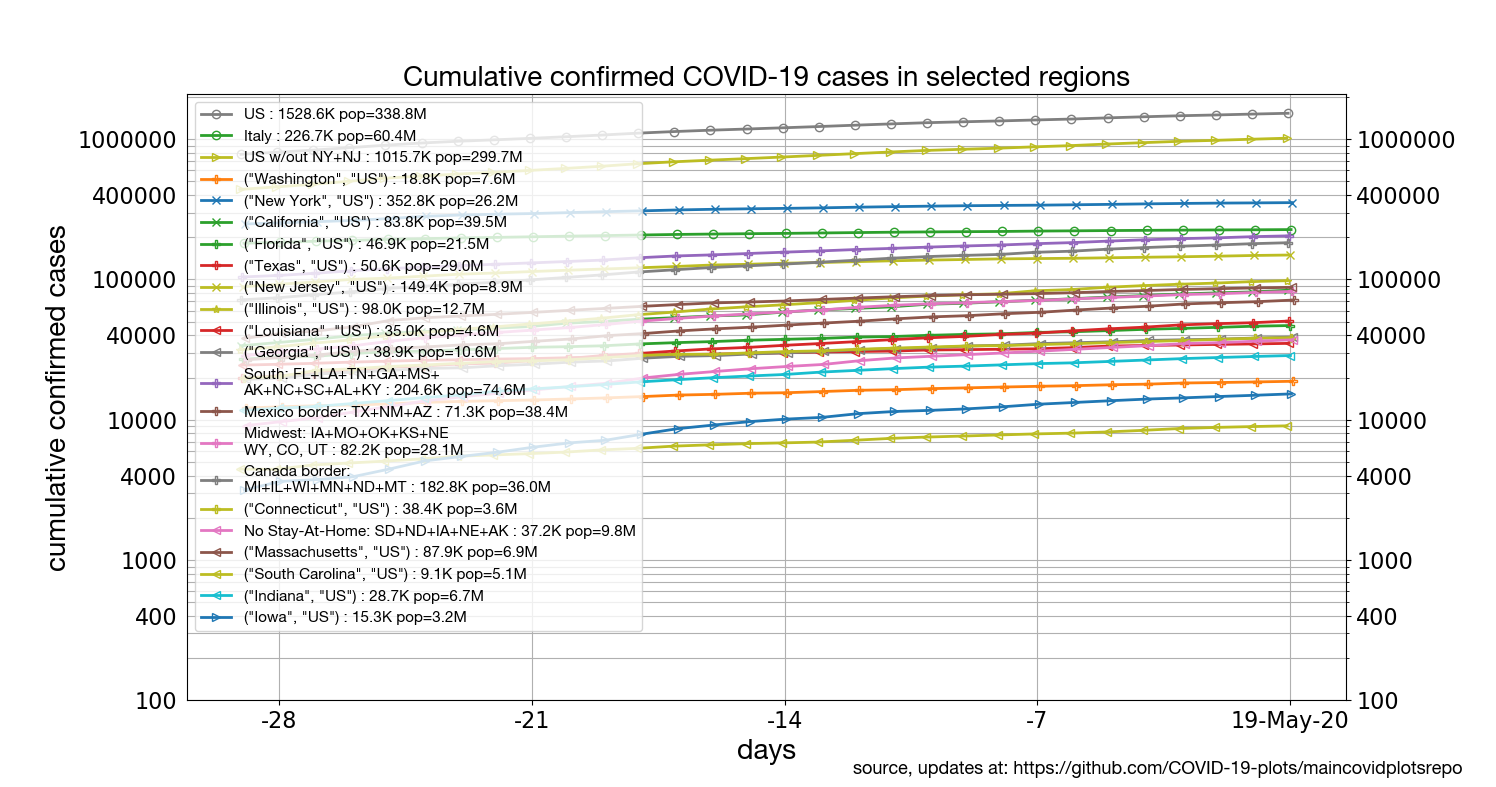 Cumulative confirmed COVID-19 cases in selected regions
US : 1528.6K pop=338.8M
Italy : 226.7K pop=60.4M
US w/out NY+NJ : 1015.7K pop=299.7M
("Washington", "US") : 18.8K pop=7.6M
("New York", "US") : 352.8K pop=26.2M
("California", "US") : 83.8K pop=39.5M
("Florida", "US") : 46.9K pop=21.5M
("Texas", "US") : 50.6K pop=29.0M
("New Jersey", "US") : 149.4K pop=8.9M
("Illinois", "US") : 98.0K pop=12.7M
("Louisiana", "US") : 35.0K pop=4.6M
("Georgia", "US") : 38.9K pop=10.6M
South: FL+LA+TN+GA+MS+
AK+NC+SC+AL+KY : 204.6K pop=74.6M
Mexico border: TX+NM+AZ : 71.3K pop=38.4M
Midwest: IA+MO+OK+KS+NE
WY, CO, UT : 82.2K pop=28.1M
Canada border:
MI+IL+WI+MN+ND+MT : 182.8K pop=36.0M
("Connecticut", "US") : 38.4K pop=3.6M
No Stay-At-Home: SD+ND+IA+NE+AK : 37.2K pop=9.8M
("Massachusetts", "US") : 87.9K pop=6.9M
("South Carolina", "US") : 9.1K pop=5.1M
("Indiana", "US") : 28.7K pop=6.7M
("Iowa", "US") : 15.3K pop=3.2M
cumulative confirmed cases
1000000
400000
100000
40000
10000
4000
1000
400
100
1000000
400000
100000
40000
10000
4000
1000
400
100
-28 -21 -14 -7 19-May-20
days
source, updates at: https://github.com/COVID-19-plots/maincovidplotsrepo